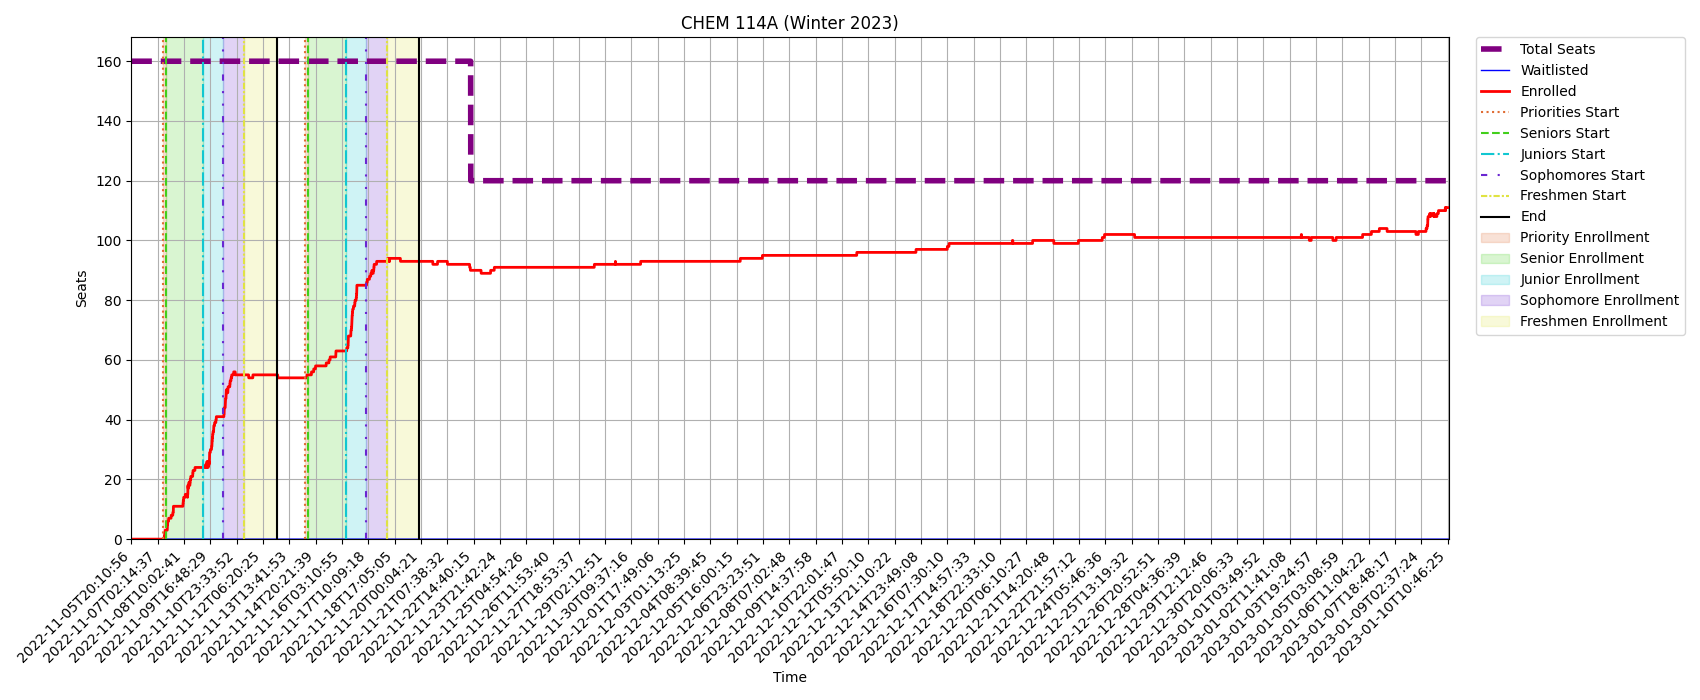 CHEM 114A (Winter 2023)
Seats
160
140
120
100
80
60
40
20
0
2022-11-05T20:10:56
2022-11-07T02:14:37
2022-11-08T10:02:41
2022-11-09T16:48:29
2022-11-10T23:33:52
2022-11-12T06:20:25
2022-11-13T13:41:53
2022-11-14T20:21:39
2022-11-16T03:10:55
2022-11-17T10:09:18
2022-11-18T17:05:05
2022-11-20T00:04:21
2022-11-21T07:38:32
2022-11-22T14:40:15
2022-11-23T21:42:24
2022-11-25T04:54:26
2022-11-26T11:53:40
2022-11-27T18:53:37
2022-11-29T02:12:51
2022-11-30T09:37:16
2022-12-01T17:49:06
2022-12-03T01:13:25
2022-12-04T08:39:45
2022-12-05T16:00:15
2022-12-06T23:23:51
2022-12-08T07:02:48
2022-12-09T14:37:58
2022-12-10T22:01:47
2022-12-12T05:50:10
2022-12-13T21:10:22
2022-12-14T23:49:08
2022-12-16T07:30:10
2022-12-17T14:57:33
2022-12-18T22:33:10
2022-12-20T06:10:27
2022-12-21T14:20:48
2022-12-22T21:57:12
2022-12-24T05:46:36
2022-12-25T13:19:32
2022-12-26T20:52:51
2022-12-28T04:36:39
2022-12-29T12:12:46
2022-12-30T20:06:33
2023-01-01T03:49:52
2023-01-02T11:41:08
2023-01-03T19:24:57
2023-01-05T03:08:59
2023-01-06T11:04:22
2023-01-07T18:48:17
2023-01-09T02:37:24
2023-01-10T10:46:25
Time
Total Seats
Waitlisted
Enrolled
Priorities Start
Seniors Start
Juniors Start
Sophomores Start
Freshmen Start
End
Priority Enrollment
Senior Enrollment
Junior Enrollment
Sophomore Enrollment
Freshmen Enrollment